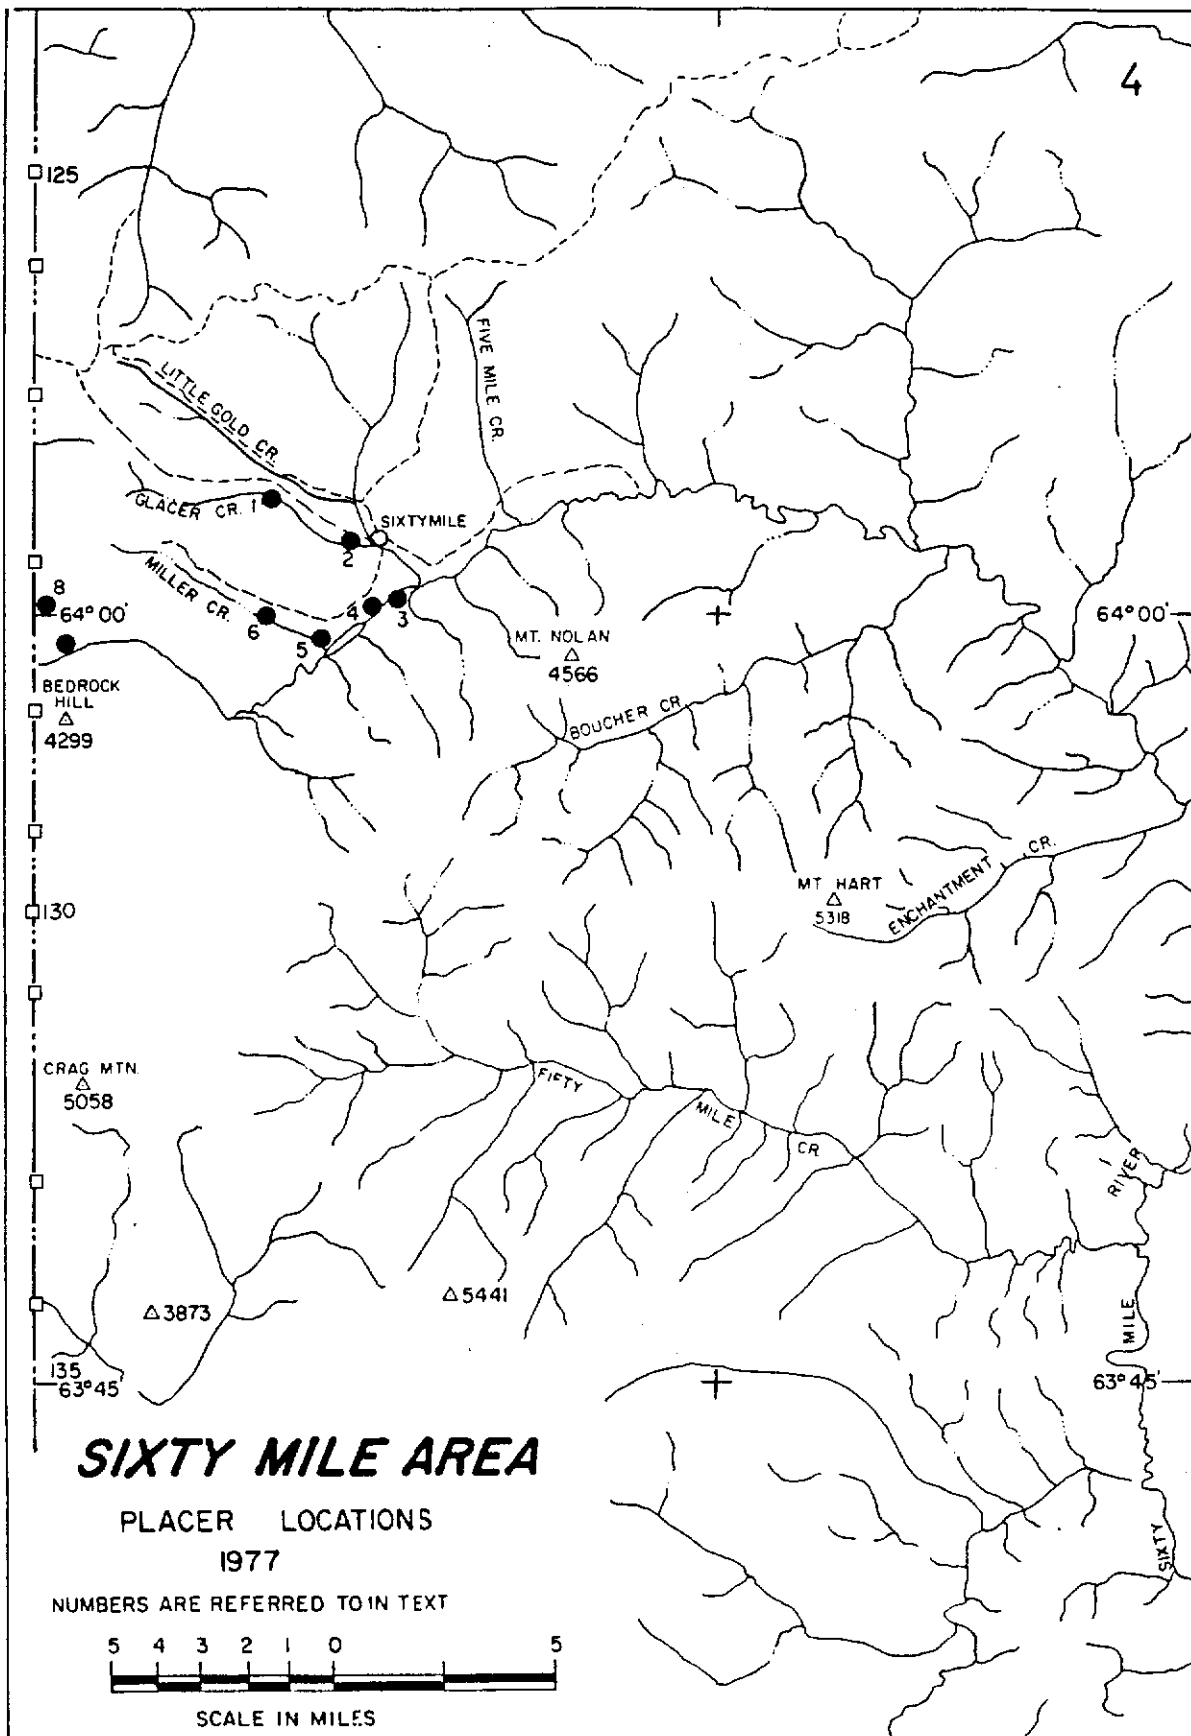 4
125
LITTLE GOLD CR.
FIVE MILE CR.
GLACER CR. 1
SIXTYMILE
2
MILLER CR.
8
64°00'
64°00'
6
5
4
3
MT. NOLAN
4566
BEDROCK
HILL
4299
BOUCHER CR.
130
MT HART
5318
ENCHANTMENT CR.
CRAG MTN.
5058
FIFTY MILE CR
SIXTY MILE RIVER
3873
5441
135
63°45'
63°45'
SIXTY MILE AREA
PLACER LOCATIONS
1977
NUMBERS ARE REFERRED TO IN TEXT
5 4 3 2 1 0 5
SCALE IN MILES